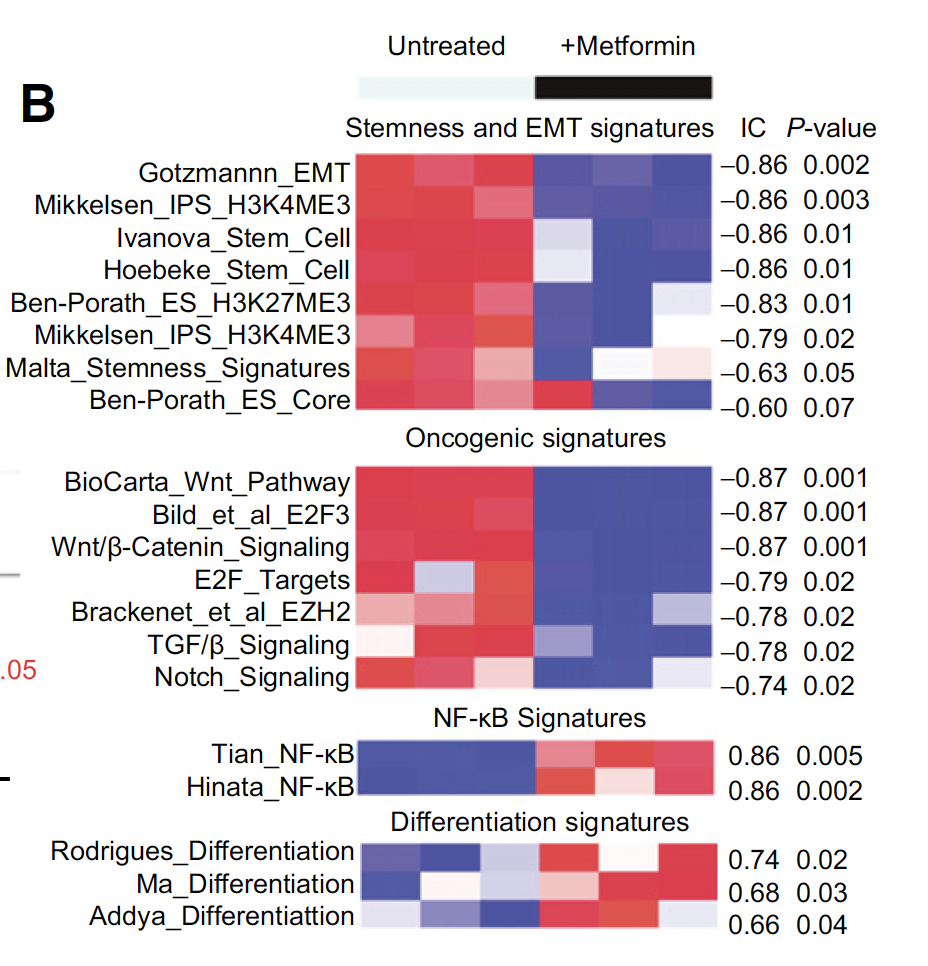 Untreated +Metformin
B
Stemness and EMT signatures IC P-value
Gotzmannn_EMT –0.86 0.002
Mikkelsen_IPS_H3K4ME3 –0.86 0.003
Ivanova_Stem_Cell –0.86 0.01
Hoebeke_Stem_Cell –0.86 0.01
Ben-Porath_ES_H3K27ME3 –0.83 0.01
Mikkelsen_IPS_H3K4ME3 –0.79 0.02
Malta_Stemness_Signatures –0.63 0.05
Ben-Porath_ES_Core –0.60 0.07
Oncogenic signatures
BioCarta_Wnt_Pathway –0.87 0.001
Bild_et_al_E2F3 –0.87 0.001
Wnt/β-Catenin_Signaling –0.87 0.001
E2F_Targets –0.79 0.02
Brackenet_et_al_EZH2 –0.78 0.02
TGF/β_Signaling –0.78 0.02
.05
Notch_Signaling –0.74 0.02
NF-κB Signatures
Tian_NF-κB 0.86 0.005
Hinata_NF-κB 0.86 0.002
Differentiation signatures
Rodrigues_Differentiation 0.74 0.02
Ma_Differentiation 0.68 0.03
Addya_Differentiattion 0.66 0.04